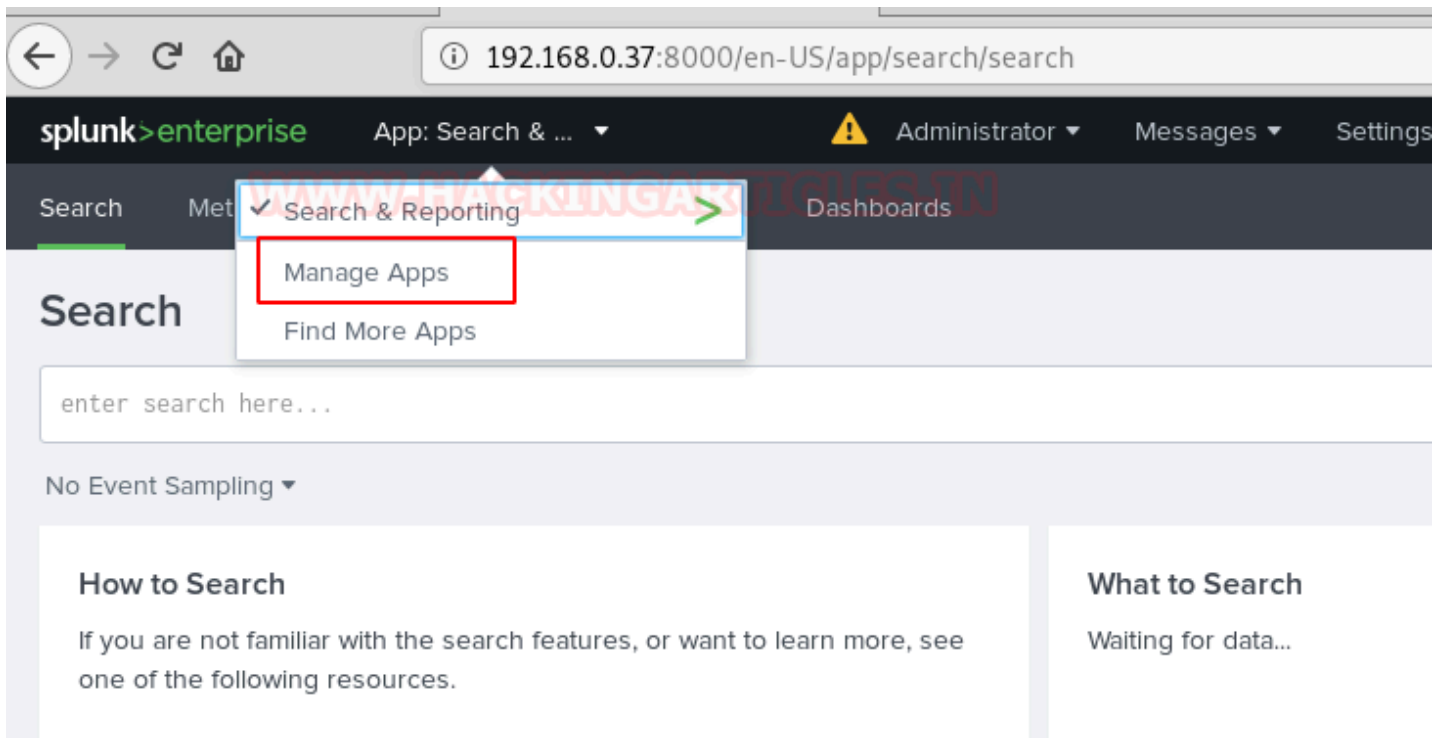 192.168.0.37:8000/en-US/app/search/search
splunk>enterprise App: Search & ... Administrator Messages Settings
WWW.HACKINGARTICLES.IN
Search Met Search & Reporting > Dashboards
Manage Apps
Find More Apps
Search
enter search here...
No Event Sampling
How to Search What to Search
If you are not familiar with the search features, or want to learn more, see Waiting for data...
one of the following resources.